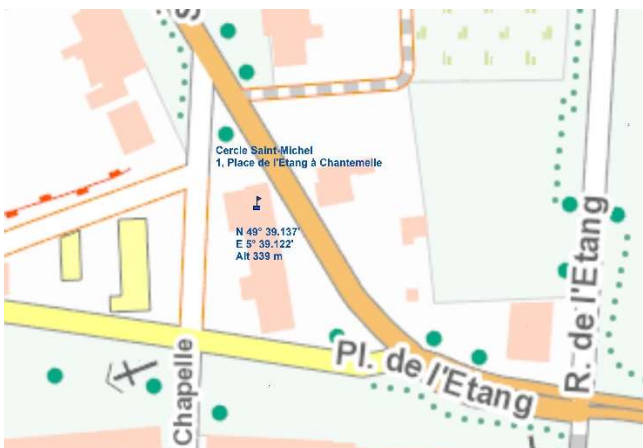 Cercle Saint-Michel
1, Place de l'Etang à Chantemelle
N 49° 39.137'
E 5° 39.122'
Alt 339 m
R. de l'Etang
Pl. de l'Etang
Chapelle